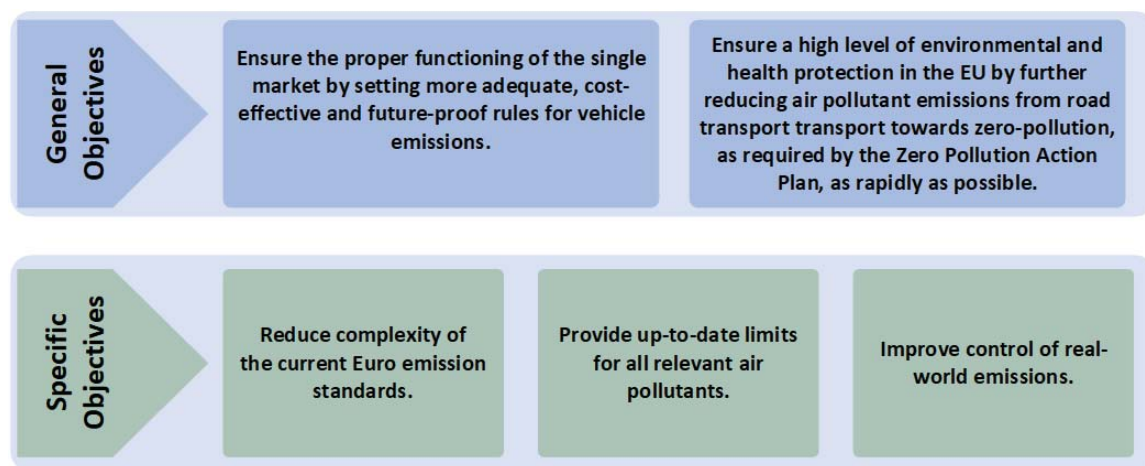 General
Objectives
Ensure the proper functioning of the single
market by setting more adequate, cost-
effective and future-proof rules for vehicle
emissions.
Ensure a high level of environmental and
health protection in the EU by further
reducing air pollutant emissions from road
transport transport towards zero-pollution,
as required by the Zero Pollution Action
Plan, as rapidly as possible.
Specific
Objectives
Reduce complexity of
the current Euro emission
standards.
Provide up-to-date limits
for all relevant air
pollutants.
Improve control of real-
world emissions.